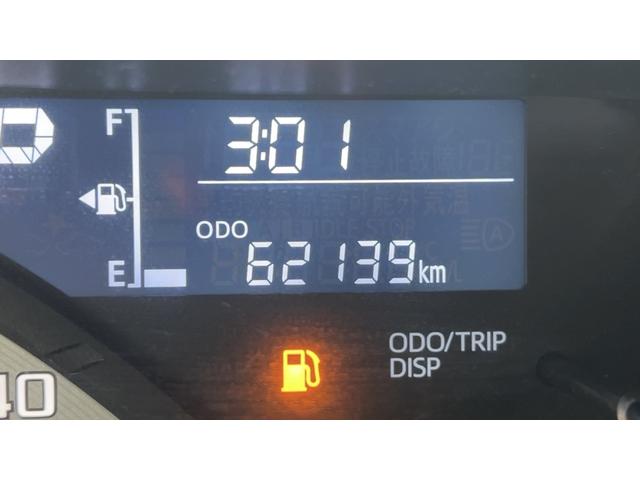 P
F
3:01
ODO
E
62139km
ODO/TRIP
DISP
40